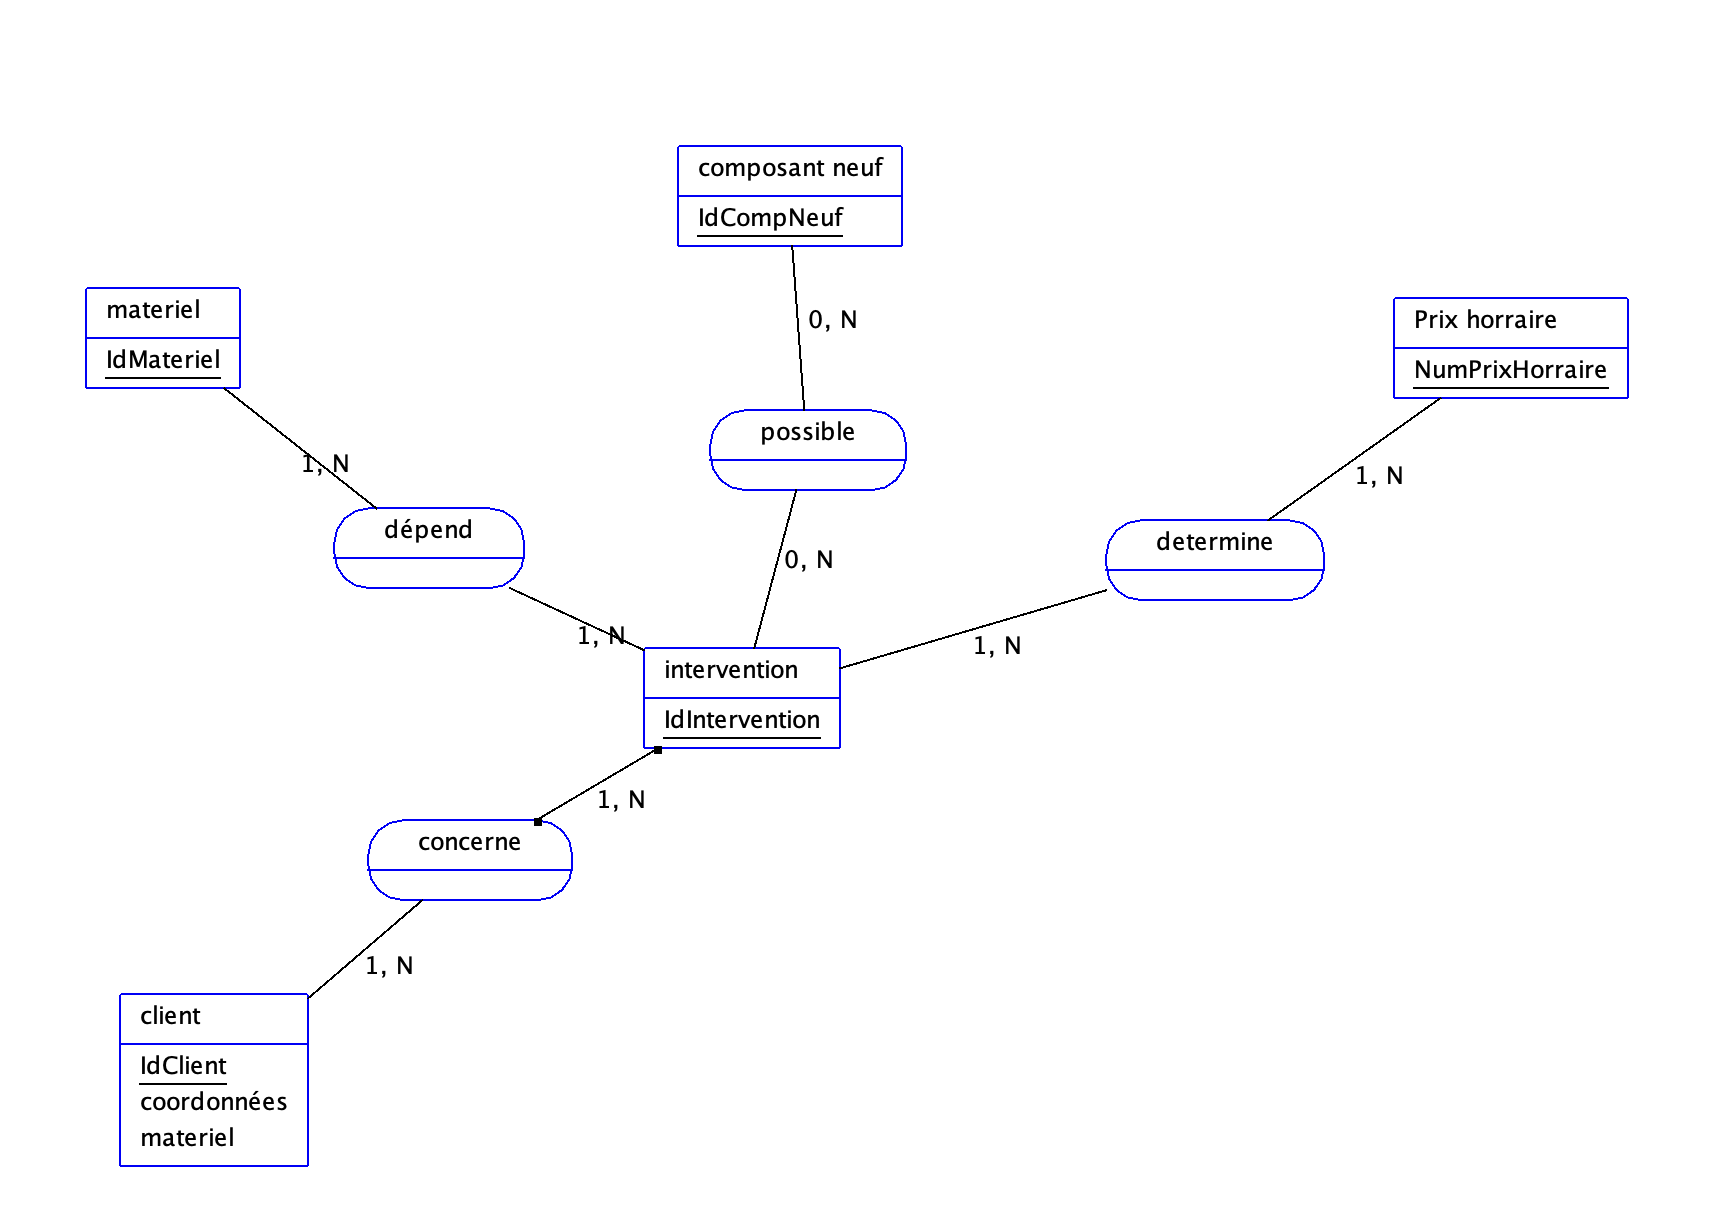 composant neuf
IdCompNeuf
materiel
IdMateriel
Prix horraire
NumPrixHorraire
0, N
possible
1, N
1, N
dépend
determine
0, N
1, N
1, N
intervention
IdIntervention
1, N
concerne
1, N
client
IdClient
coordonnées
materiel